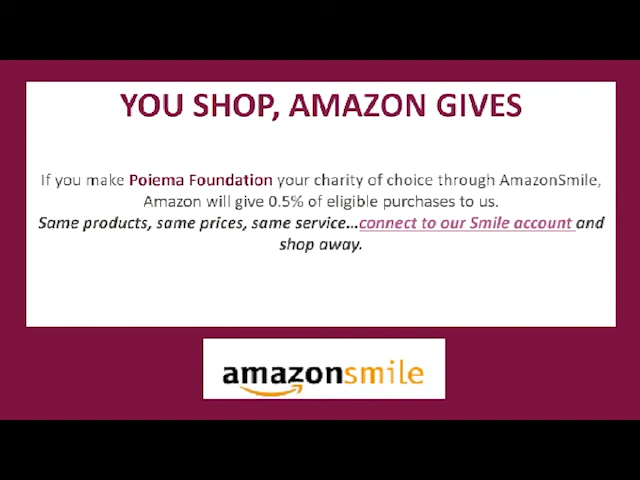 YOU SHOP, AMAZON GIVES
If you make Poiema Foundation your charity of choice through AmazonSmile,
Amazon will give 0.5% of eligible purchases to us.
Same products, same prices, same service...connect to our Smile account and
shop away.
amazonsmile